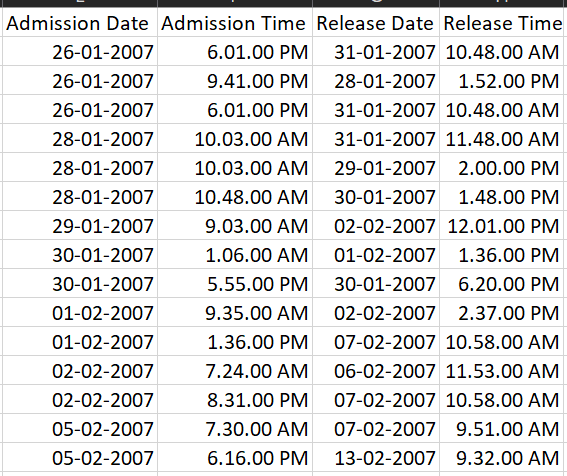 Admission Date Admission Time Release Date Release Time
26-01-2007 6.01.00 PM 31-01-2007 10.48.00 AM
26-01-2007 9.41.00 PM 28-01-2007 1.52.00 PM
26-01-2007 6.01.00 PM 31-01-2007 10.48.00 AM
28-01-2007 10.03.00 AM 31-01-2007 11.48.00 AM
28-01-2007 10.03.00 AM 29-01-2007 2.00.00 PM
28-01-2007 10.48.00 AM 30-01-2007 1.48.00 PM
29-01-2007 9.03.00 AM 02-02-2007 12.01.00 PM
30-01-2007 1.06.00 AM 01-02-2007 1.36.00 PM
30-01-2007 5.55.00 PM 30-01-2007 6.20.00 PM
01-02-2007 9.35.00 AM 02-02-2007 2.37.00 PM
01-02-2007 1.36.00 PM 07-02-2007 10.58.00 AM
02-02-2007 7.24.00 AM 06-02-2007 11.53.00 AM
02-02-2007 8.31.00 PM 07-02-2007 10.58.00 AM
05-02-2007 7.30.00 AM 07-02-2007 9.51.00 AM
05-02-2007 6.16.00 PM 13-02-2007 9.32.00 AM